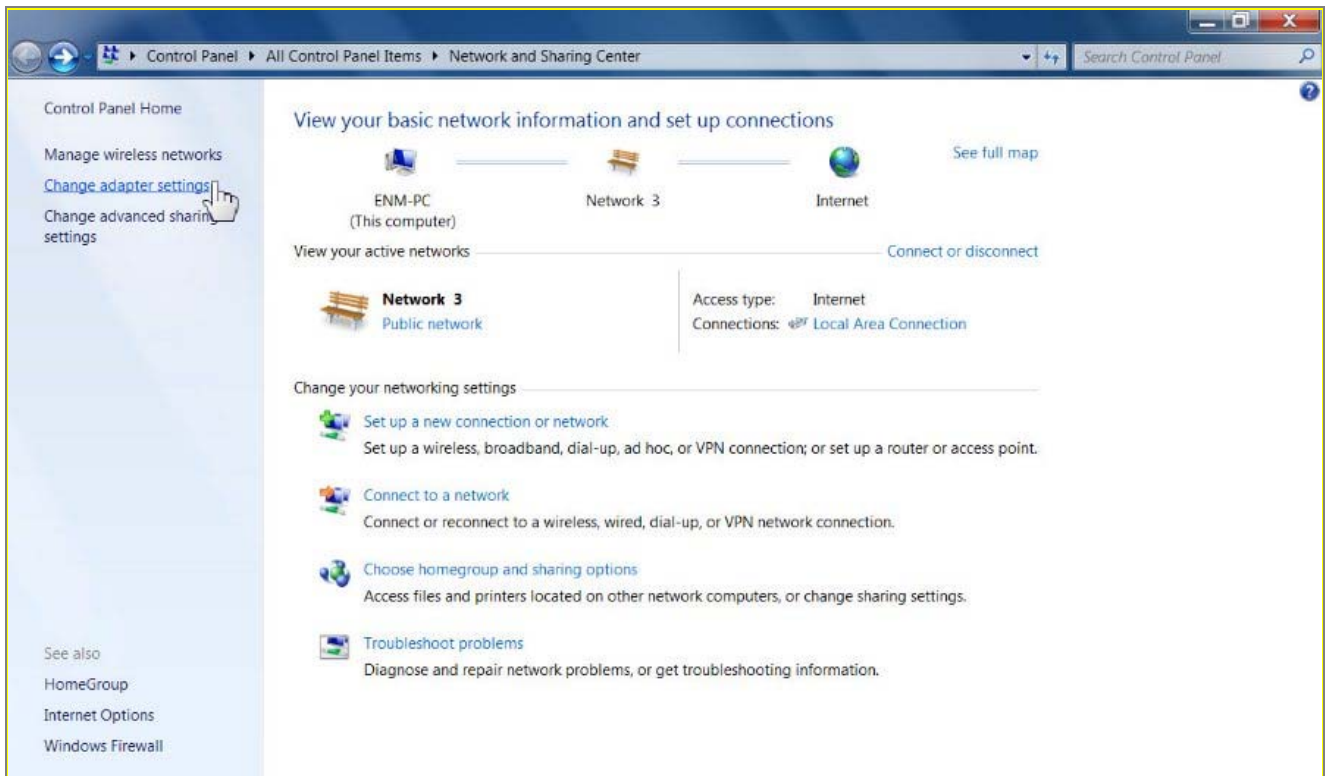 Control Panel ▸ All Control Panel Items ▸ Network and Sharing Center
Search Control Panel
Control Panel Home
Manage wireless networks
Change adapter settings
Change advanced sharing
settings
See also
HomeGroup
Internet Options
Windows Firewall
View your basic network information and set up connections
See full map
ENM-PC
(This computer)
Network 3
Internet
View your active networks
Connect or disconnect
Network 3
Public network
Access type: Internet
Connections: Local Area Connection
Change your networking settings
Set up a new connection or network
Set up a wireless, broadband, dial-up, ad hoc, or VPN connection; or set up a router or access point.
Connect to a network
Connect or reconnect to a wireless, wired, dial-up, or VPN network connection.
Choose homegroup and sharing options
Access files and printers located on other network computers, or change sharing settings.
Troubleshoot problems
Diagnose and repair network problems, or get troubleshooting information.